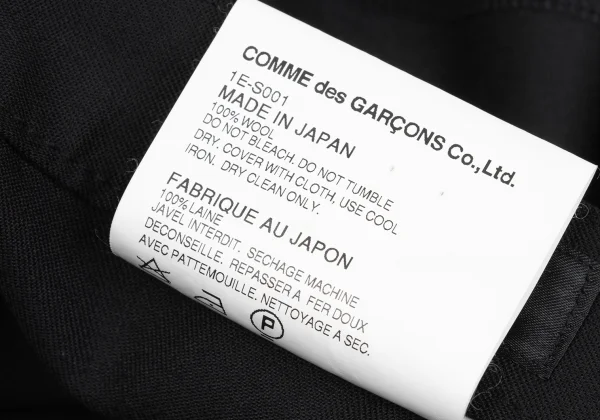 COMME des GARÇONS Co.,Ltd.
1E-S001
MADE IN JAPAN
100% WOOL
DO NOT BLEACH. DO NOT TUMBLE
DRY. COVER WITH CLOTH, USE COOL
IRON. DRY CLEAN ONLY.
FABRIQUE AU JAPON
100% LAINE
JAVEL INTERDIT. SECHAGE MACHINE
DECONSEILLE. REPASSER A FER DOUX
AVEC PATTEMOUILLE. NETTOYAGE A SEC.
P